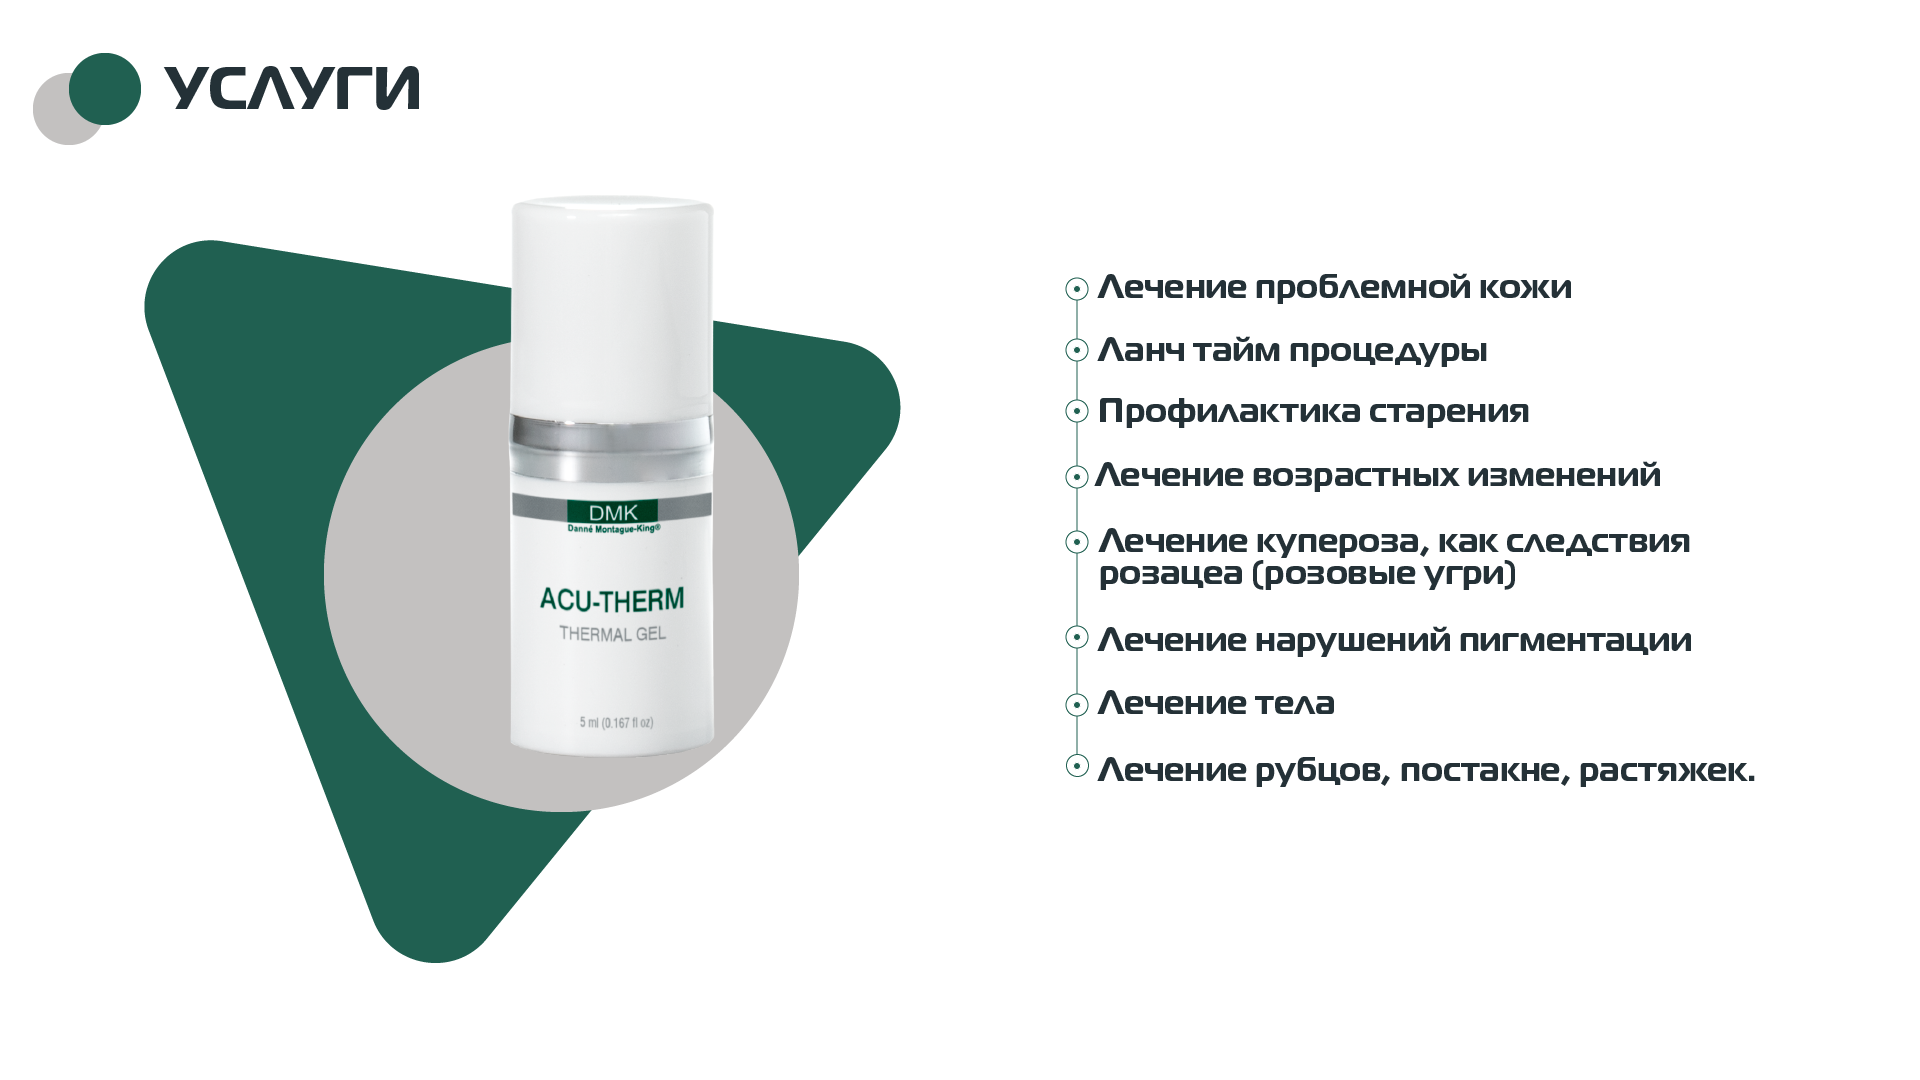 УСЛУГИ
DMK
Danné Montague-King®
ACU-THERM
THERMAL GEL
5 ml (0.167 fl oz)
Лечение проблемной кожи
Ланч тайм процедуры
Профилактика старения
Лечение возрастных изменений
Лечение купероза, как следствия
розацеа (розовые угри)
Лечение нарушений пигментации
Лечение тела
Лечение рубцов, постакне, растяжек.